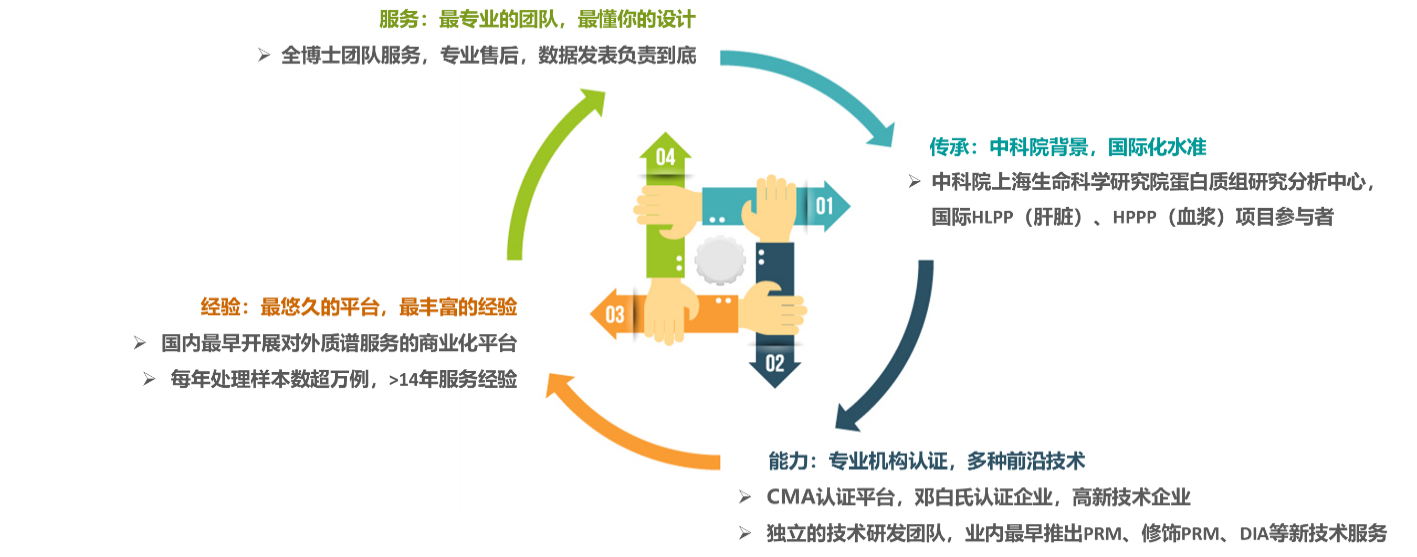 服务：最专业的团队，最懂你的设计
➢ 全博士团队服务，专业售后，数据发表负责到底
04
01
传承：中科院背景，国际化水准
➢ 中科院上海生命科学研究院蛋白质组研究分析中心，
国际HLPP（肝脏）、HPPP（血浆）项目参与者
经验：最悠久的平台，最丰富的经验
➢ 国内最早开展对外质谱服务的商业化平台
➢ 每年处理样本数超万例，>14年服务经验
03
02
能力：专业机构认证，多种前沿技术
➢ CMA认证平台，邓白氏认证企业，高新技术企业
➢ 独立的技术研发团队，业内最早推出PRM、修饰PRM、DIA等新技术服务